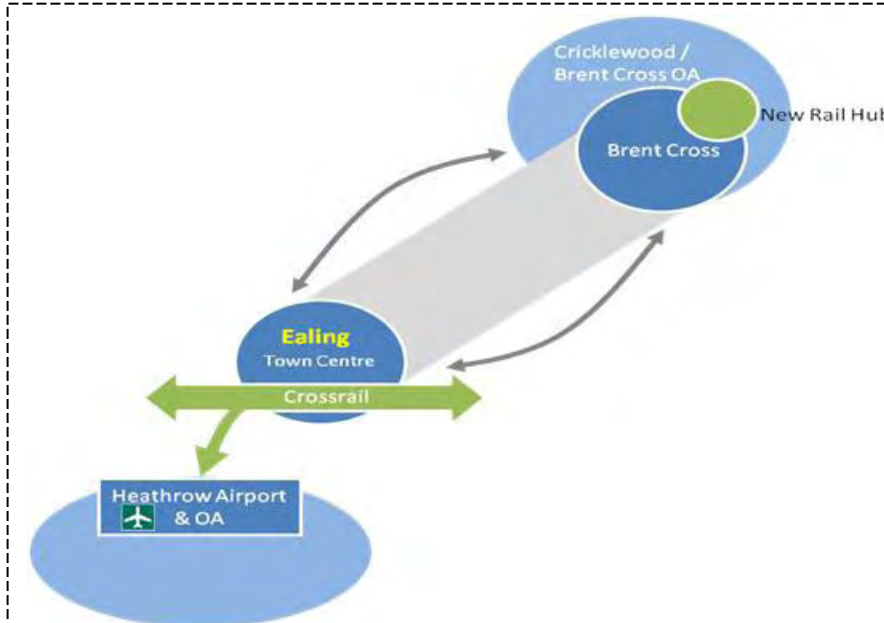 Cricklewood /
Brent Cross OA
New Rail Hub
Brent Cross
Ealing
Town Centre
Crossrail
Heathrow Airport
& OA